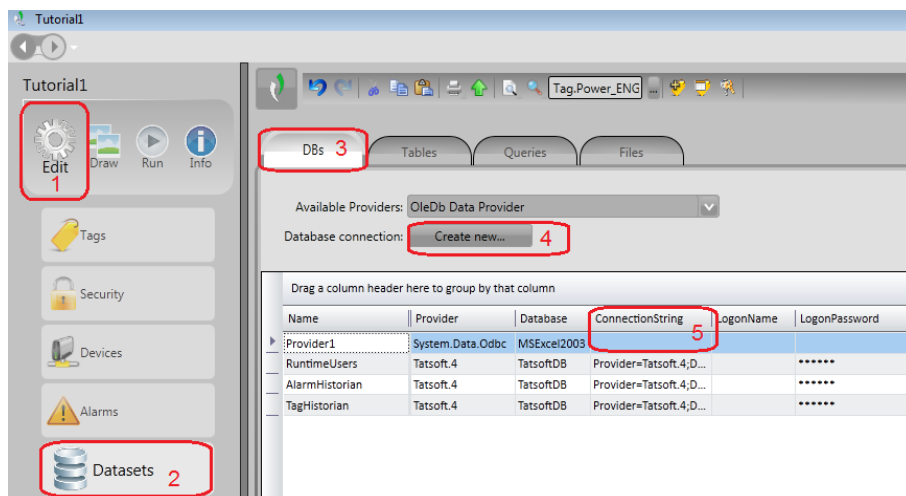 Tutorial1
Tutorial1
Edit
Draw
Run
Info
1
Tags
Security
Devices
Alarms
Datasets 2
Tag.Power_ENG ...
DBs 3
Tables
Queries
Files
Available Providers: OleDb Data Provider
Database connection: Create new... 4
Drag a column header here to group by that column
Name Provider Database ConnectionString LogonName LogonPassword
5
Provider1 System.Data.Odbc MSExcel2003
RuntimeUsers Tatsoft.4 TatsoftDB Provider=Tatsoft.4;D... ••••••
AlarmHistorian Tatsoft.4 TatsoftDB Provider=Tatsoft.4;D... ••••••
TagHistorian Tatsoft.4 TatsoftDB Provider=Tatsoft.4;D... ••••••